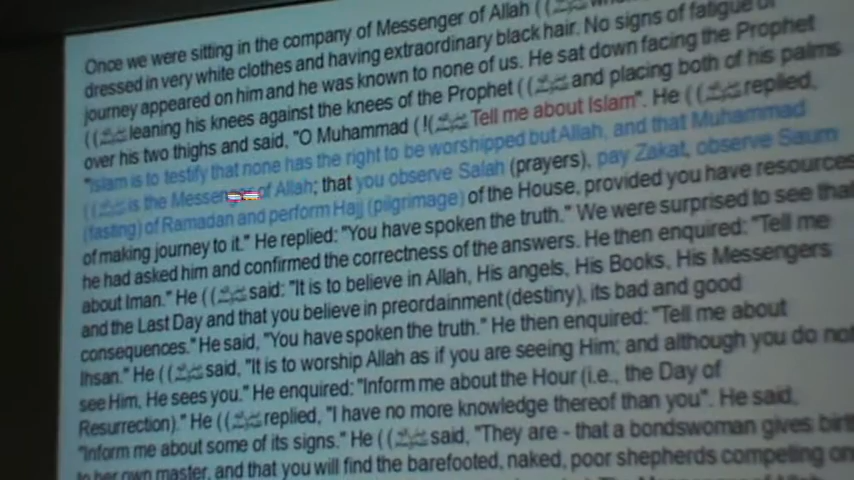 Once we were sitting in the company of Messenger of Allah ((ﷺ
dressed in very white clothes and having extraordinary black hair. No signs of fatigue or
journey appeared on him and he was known to none of us. He sat down facing the Prophet
((ﷺ leaning his knees against the knees of the Prophet ((ﷺ and placing both of his palms
over his two thighs and said, "O Muhammad (!(ﷺ Tell me about Islam". He ((ﷺ replied,
"Islam is to testify that none has the right to be worshipped but Allah, and that Muhammad
((ﷺ is the Messenger of Allah; that you observe Salah (prayers), pay Zakat, observe Saum
(fasting) of Ramadan and perform Hajj (pilgrimage) of the House, provided you have resources
of making journey to it." He replied: "You have spoken the truth." We were surprised to see that
he had asked him and confirmed the correctness of the answers. He then enquired: "Tell me
about Iman." He ((ﷺ said: "It is to believe in Allah, His angels, His Books, His Messengers
and the Last Day and that you believe in preordainment (destiny), its bad and good
consequences." He said, "You have spoken the truth." He then enquired: "Tell me about
Ihsan." He ((ﷺ said, "It is to worship Allah as if you are seeing Him; and although you do not
see Him, He sees you." He enquired: "Inform me about the Hour (i.e., the Day of
Resurrection)." He ((ﷺ replied, "I have no more knowledge thereof than you". He said,
"Inform me about some of its signs." He ((ﷺ said, "They are - that a bondswoman gives birth
to her own master, and that you will find the barefooted, naked, poor shepherds competing one